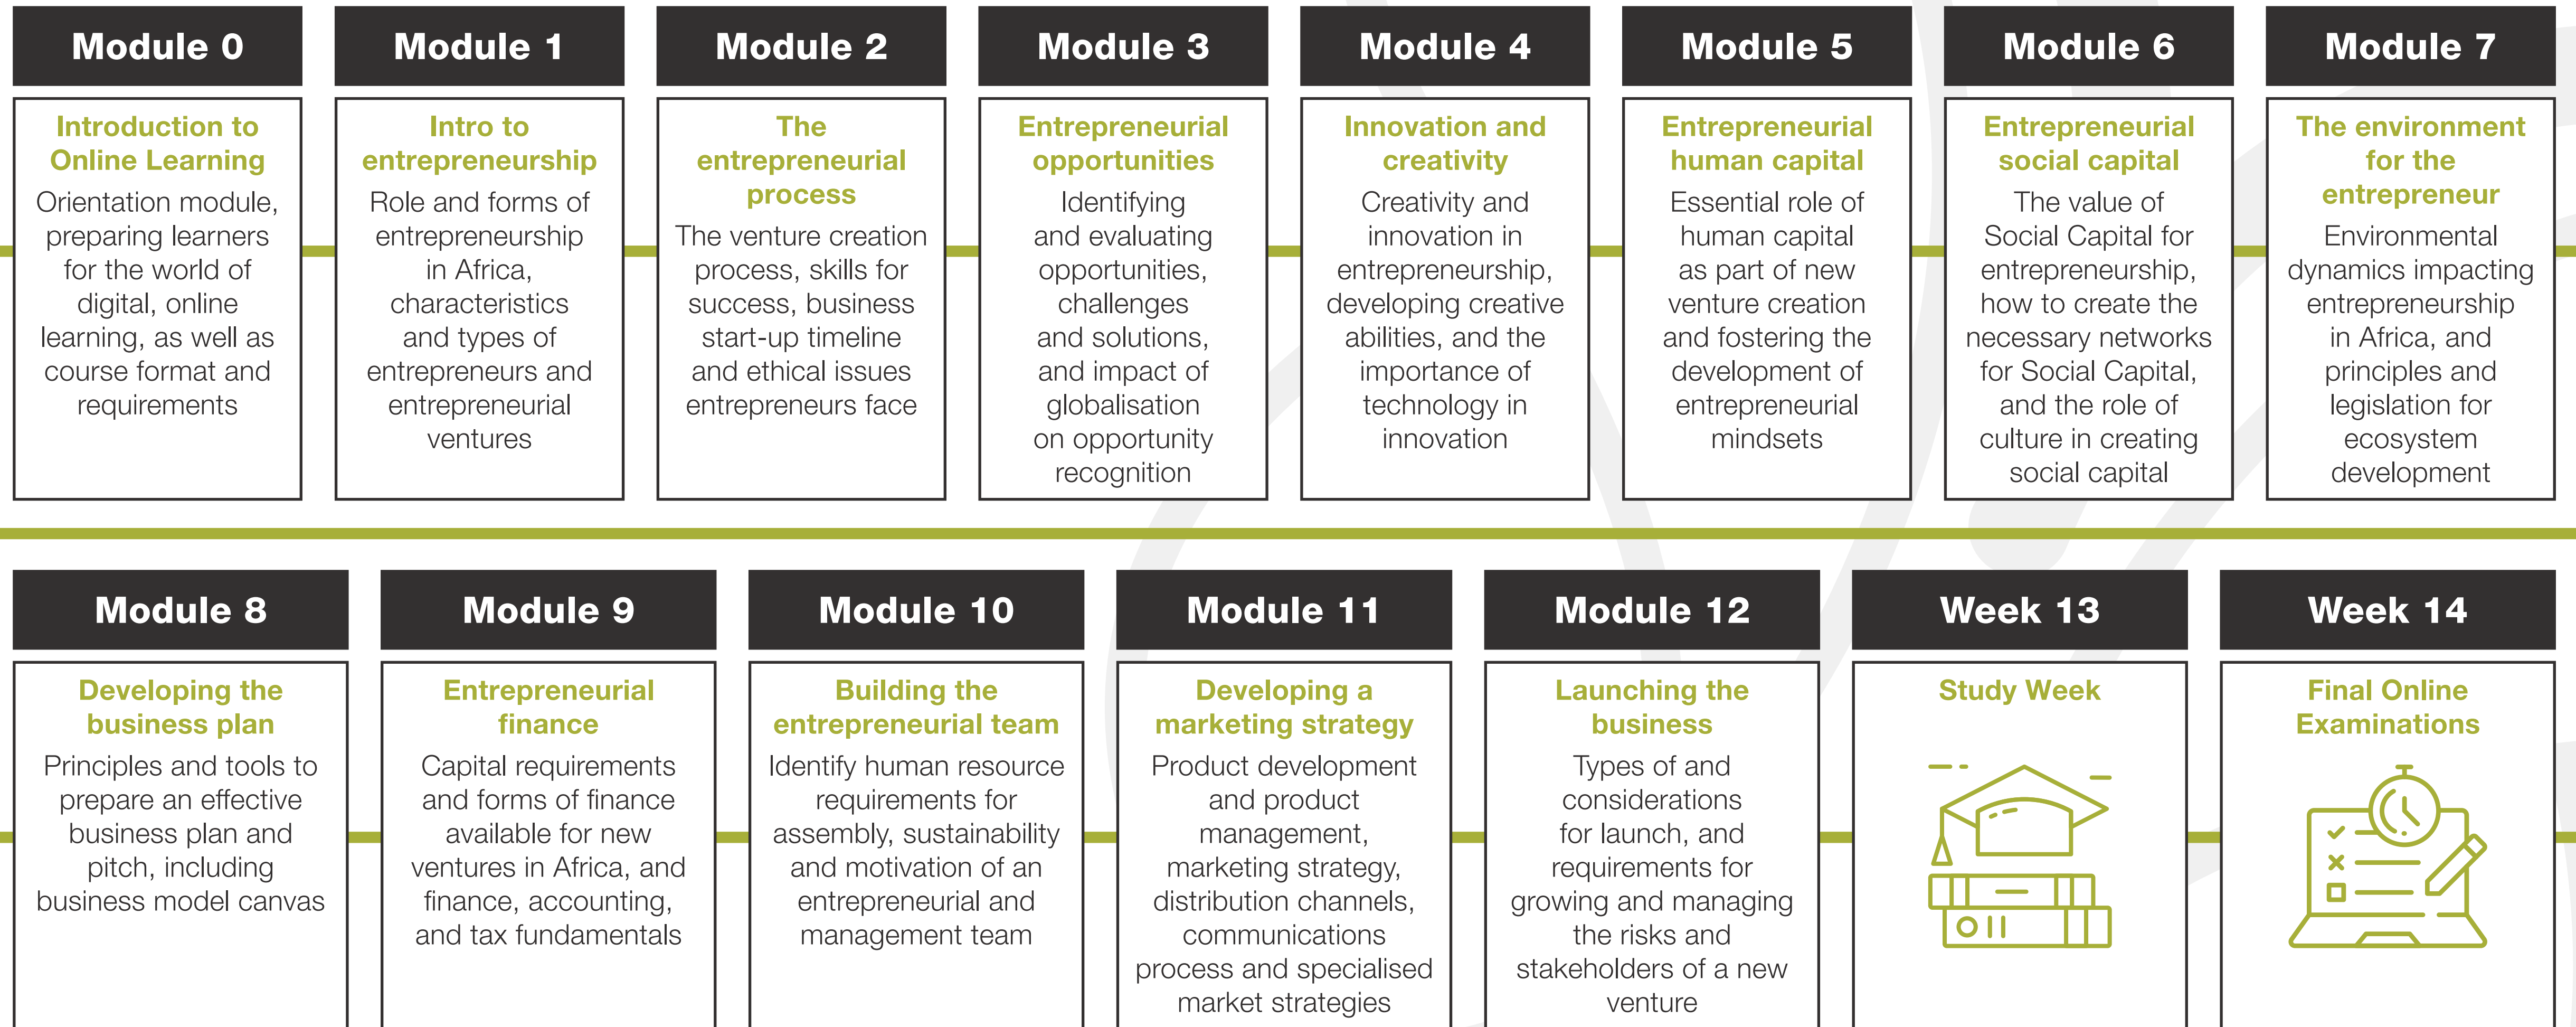 Module 0
Introduction to
Online Learning
Orientation module,
preparing learners
for the world of
digital, online
learning, as well as
course format and
requirements
Module 1
Intro to
entrepreneurship
Role and forms of
entrepreneurship
in Africa,
characteristics
and types of
entrepreneurs and
entrepreneurial
ventures
Module 2
The
entrepreneurial
process
The venture creation
process, skills for
success, business
start-up timeline
and ethical issues
entrepreneurs face
Module 3
Entrepreneurial
opportunities
Identifying
and evaluating
opportunities,
challenges
and solutions,
and impact of
globalisation
on opportunity
recognition
Module 4
Innovation and
creativity
Creativity and
innovation in
entrepreneurship,
developing creative
abilities, and the
importance of
technology in
innovation
Module 5
Entrepreneurial
human capital
Essential role of
human capital
as part of new
venture creation
and fostering the
development of
entrepreneurial
mindsets
Module 6
Entrepreneurial
social capital
The value of
Social Capital for
entrepreneurship,
how to create the
necessary networks
for Social Capital,
and the role of
culture in creating
social capital
Module 7
The environment
for the
entrepreneur
Environmental
dynamics impacting
entrepreneurship
in Africa, and
principles and
legislation for
ecosystem
development
Module 8
Developing the
business plan
Principles and tools to
prepare an effective
business plan and
pitch, including
business model canvas
Module 9
Entrepreneurial
finance
Capital requirements
and forms of finance
available for new
ventures in Africa, and
finance, accounting,
and tax fundamentals
Module 10
Building the
entrepreneurial team
Identify human resource
requirements for
assembly, sustainability
and motivation of an
entrepreneurial and
management team
Module 11
Developing a
marketing strategy
Product development
and product
management,
marketing strategy,
distribution channels,
communications
process and specialised
market strategies
Module 12
Launching the
business
Types of and
considerations
for launch, and
requirements for
growing and managing
the risks and
stakeholders of a new
venture
Week 13
Study Week
Week 14
Final Online
Examinations